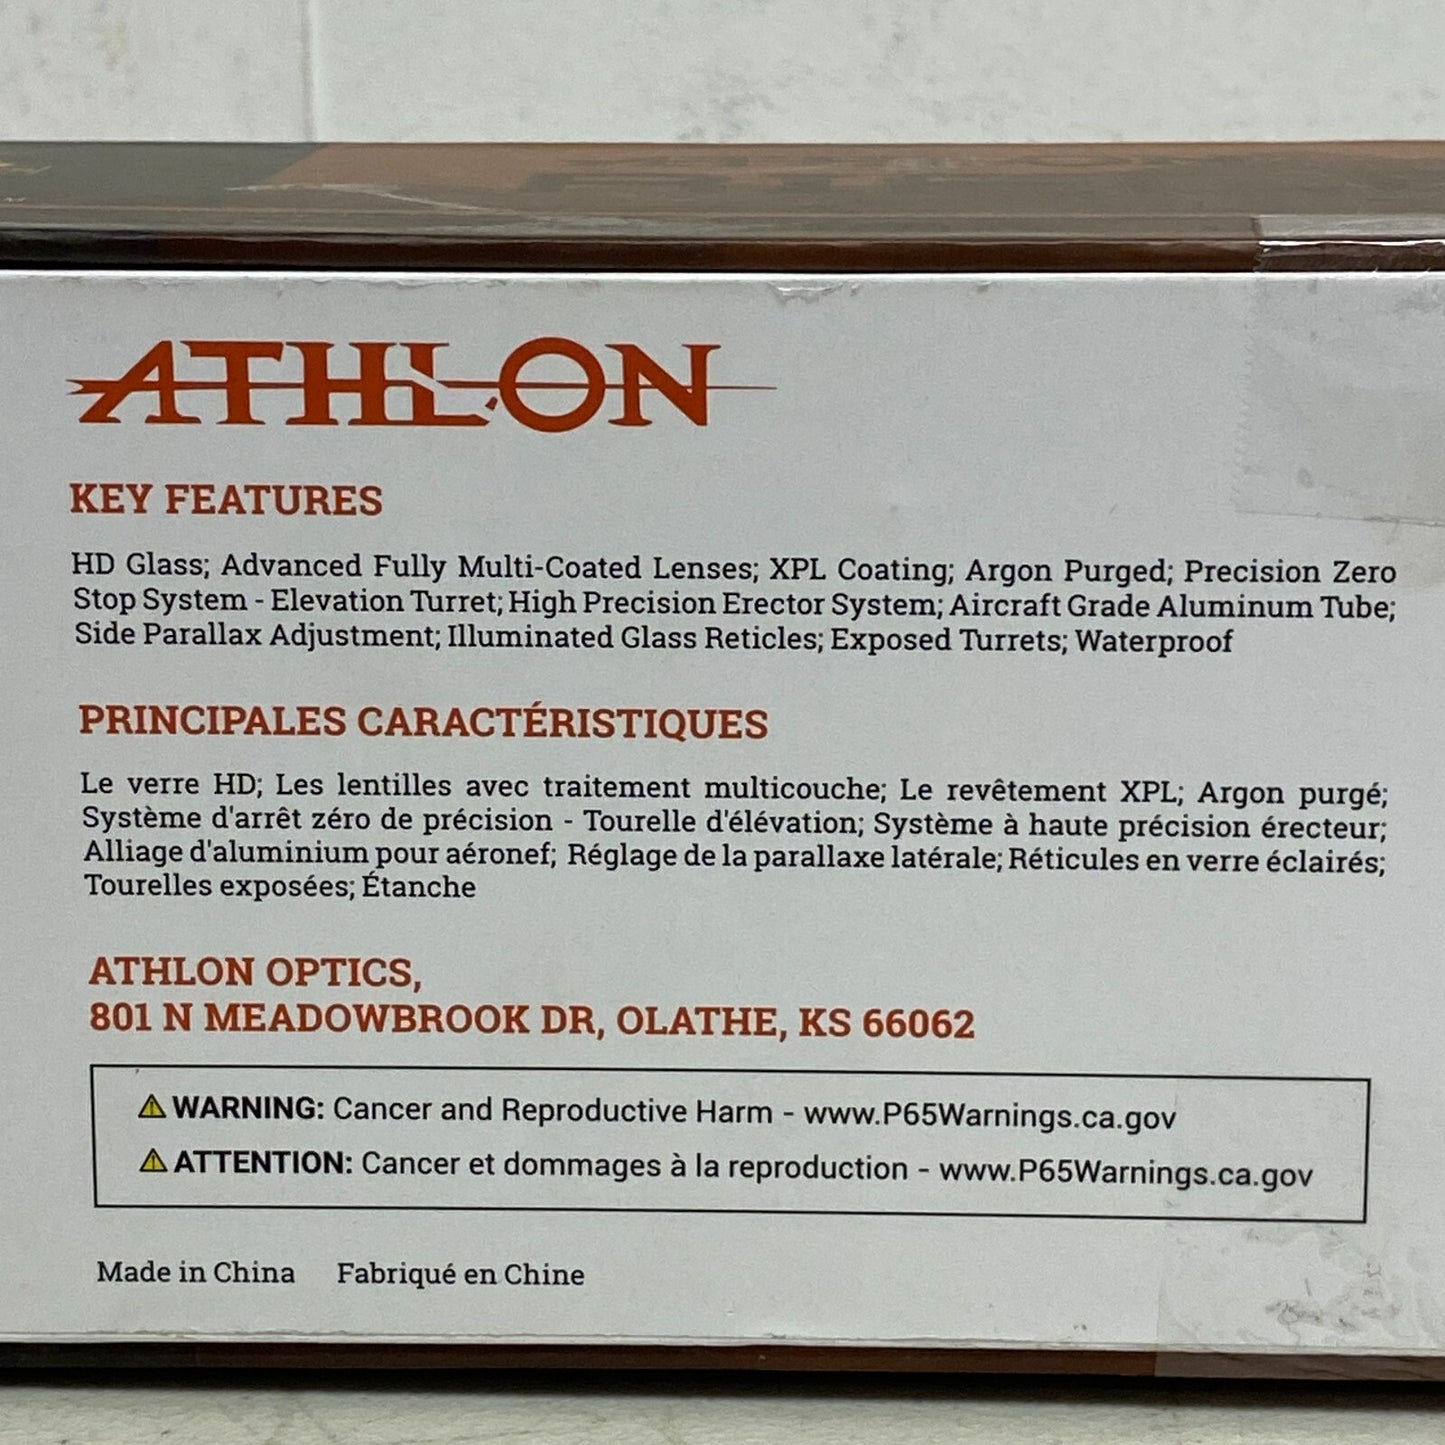 ATHLON
KEY FEATURES
HD Glass; Advanced Fully Multi-Coated Lenses; XPL Coating; Argon Purged; Precision Zero
Stop System - Elevation Turret; High Precision Erector System; Aircraft Grade Aluminum Tube;
Side Parallax Adjustment; Illuminated Glass Reticles; Exposed Turrets; Waterproof
PRINCIPALES CARACTÉRISTIQUES
Le verre HD; Les lentilles avec traitement multicouche; Le revêtement XPL; Argon purgé;
Système d'arrêt zéro de précision - Tourelle d'élévation; Système à haute précision érecteur;
Alliage d'aluminium pour aéronef; Réglage de la parallaxe latérale; Réticules en verre éclairés;
Tourelles exposées; Étanche
ATHLON OPTICS,
801 N MEADOWBROOK DR, OLATHE, KS 66062
WARNING: Cancer and Reproductive Harm - www.P65Warnings.ca.gov
ATTENTION: Cancer et dommages à la reproduction - www.P65Warnings.ca.gov
Made in China Fabriqué en Chine